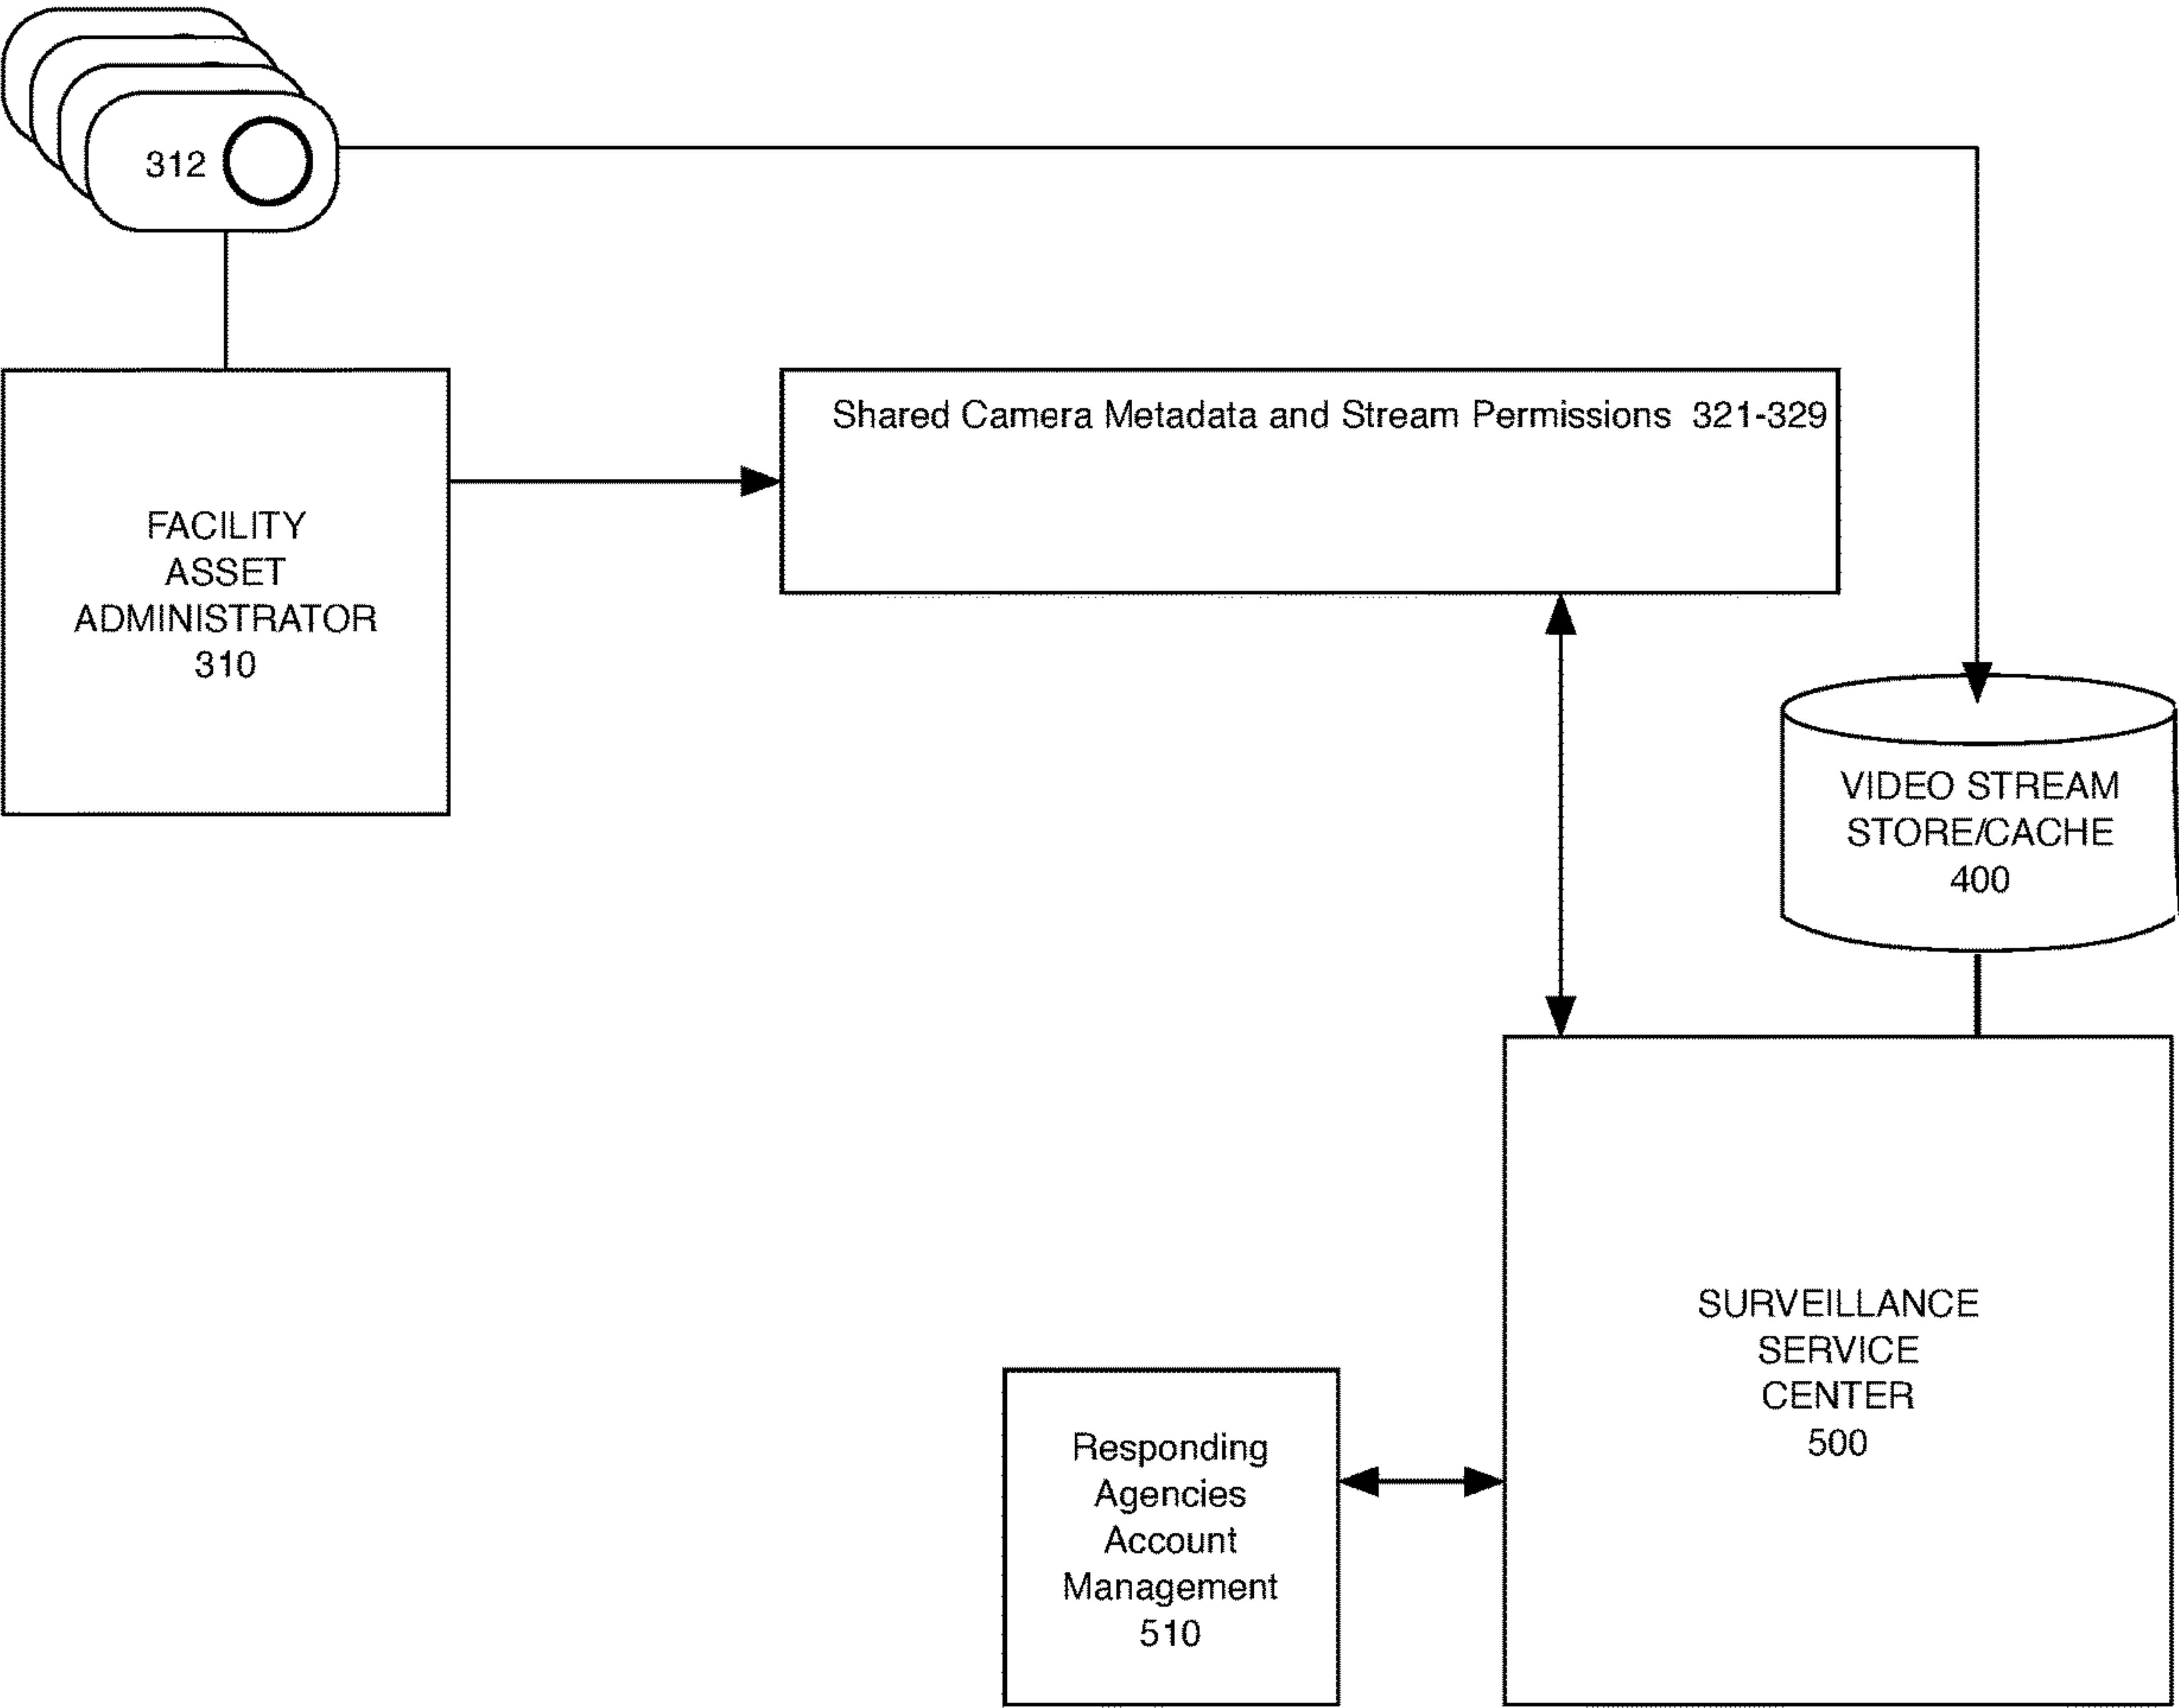 312
Shared Camera Metadata and Stream Permissions 321-329
FACILITY
ASSET
ADMINISTRATOR
310
VIDEO STREAM
STORE/CACHE
400
SURVEILLANCE
SERVICE
CENTER
500
Responding
Agencies
Account
Management
510